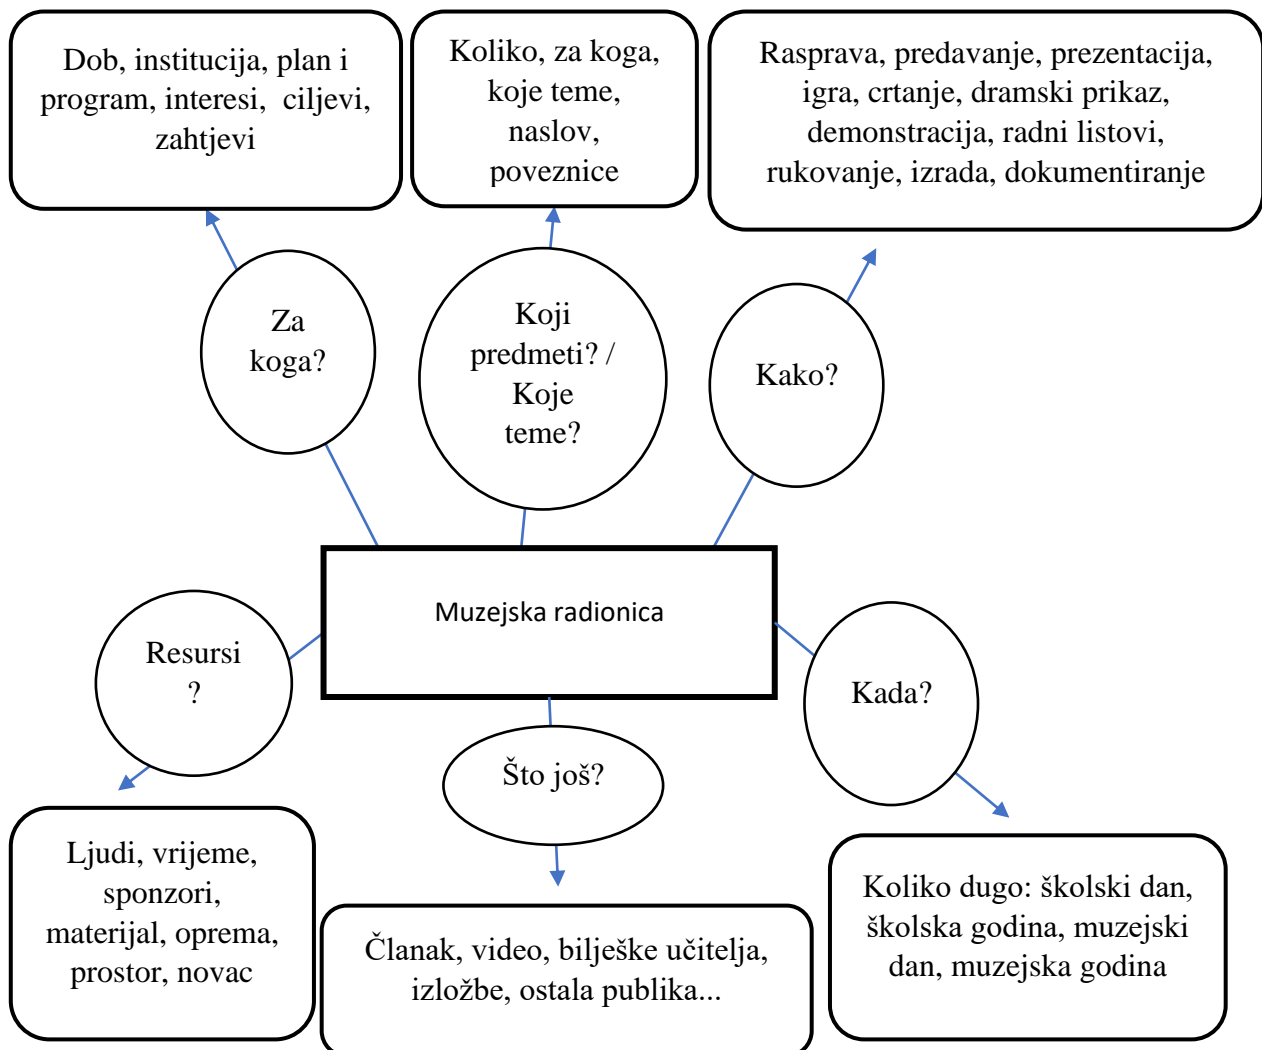 Dob, institucija, plan i
program, interesi, ciljevi,
zahtjevi
Koliko, za koga,
koje teme,
naslov,
poveznice
Rasprava, predavanje, prezentacija,
igra, crtanje, dramski prikaz,
demonstracija, radni listovi,
rukovanje, izrada, dokumentiranje
Za
koga?
Koji
predmeti? /
Koje
teme?
Kako?
Muzejska radionica
Resursi
?
Što još?
Kada?
Ljudi, vrijeme,
sponzori,
materijal, oprema,
prostor, novac
Članak, video, bilješke učitelja,
izložbe, ostala publika...
Koliko dugo: školski dan,
školska godina, muzejski
dan, muzejska godina